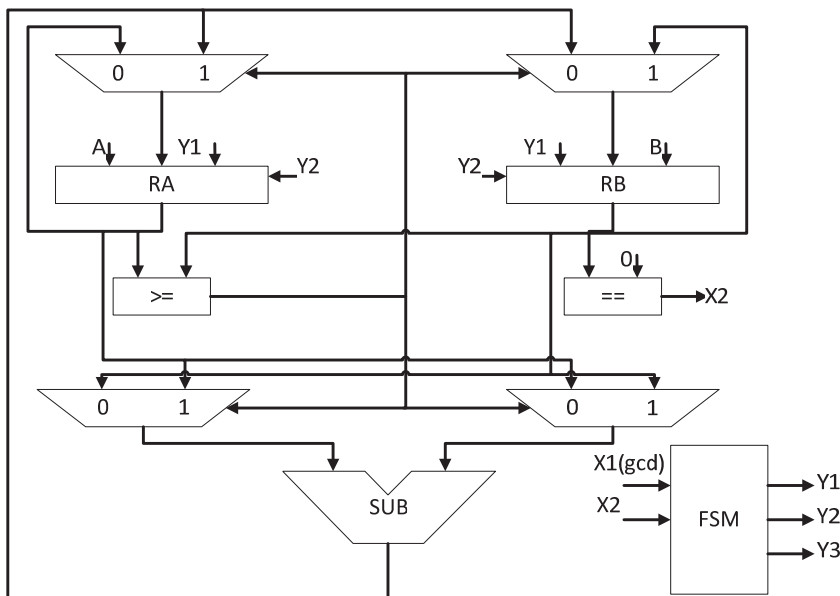 0 1
0 1
A Y1
Y2
RA
Y2
Y1 B
RB
0
>=
==
X2
0 1
0 1
X1(gcd)
X2
SUB
FSM
Y1
Y2
Y3